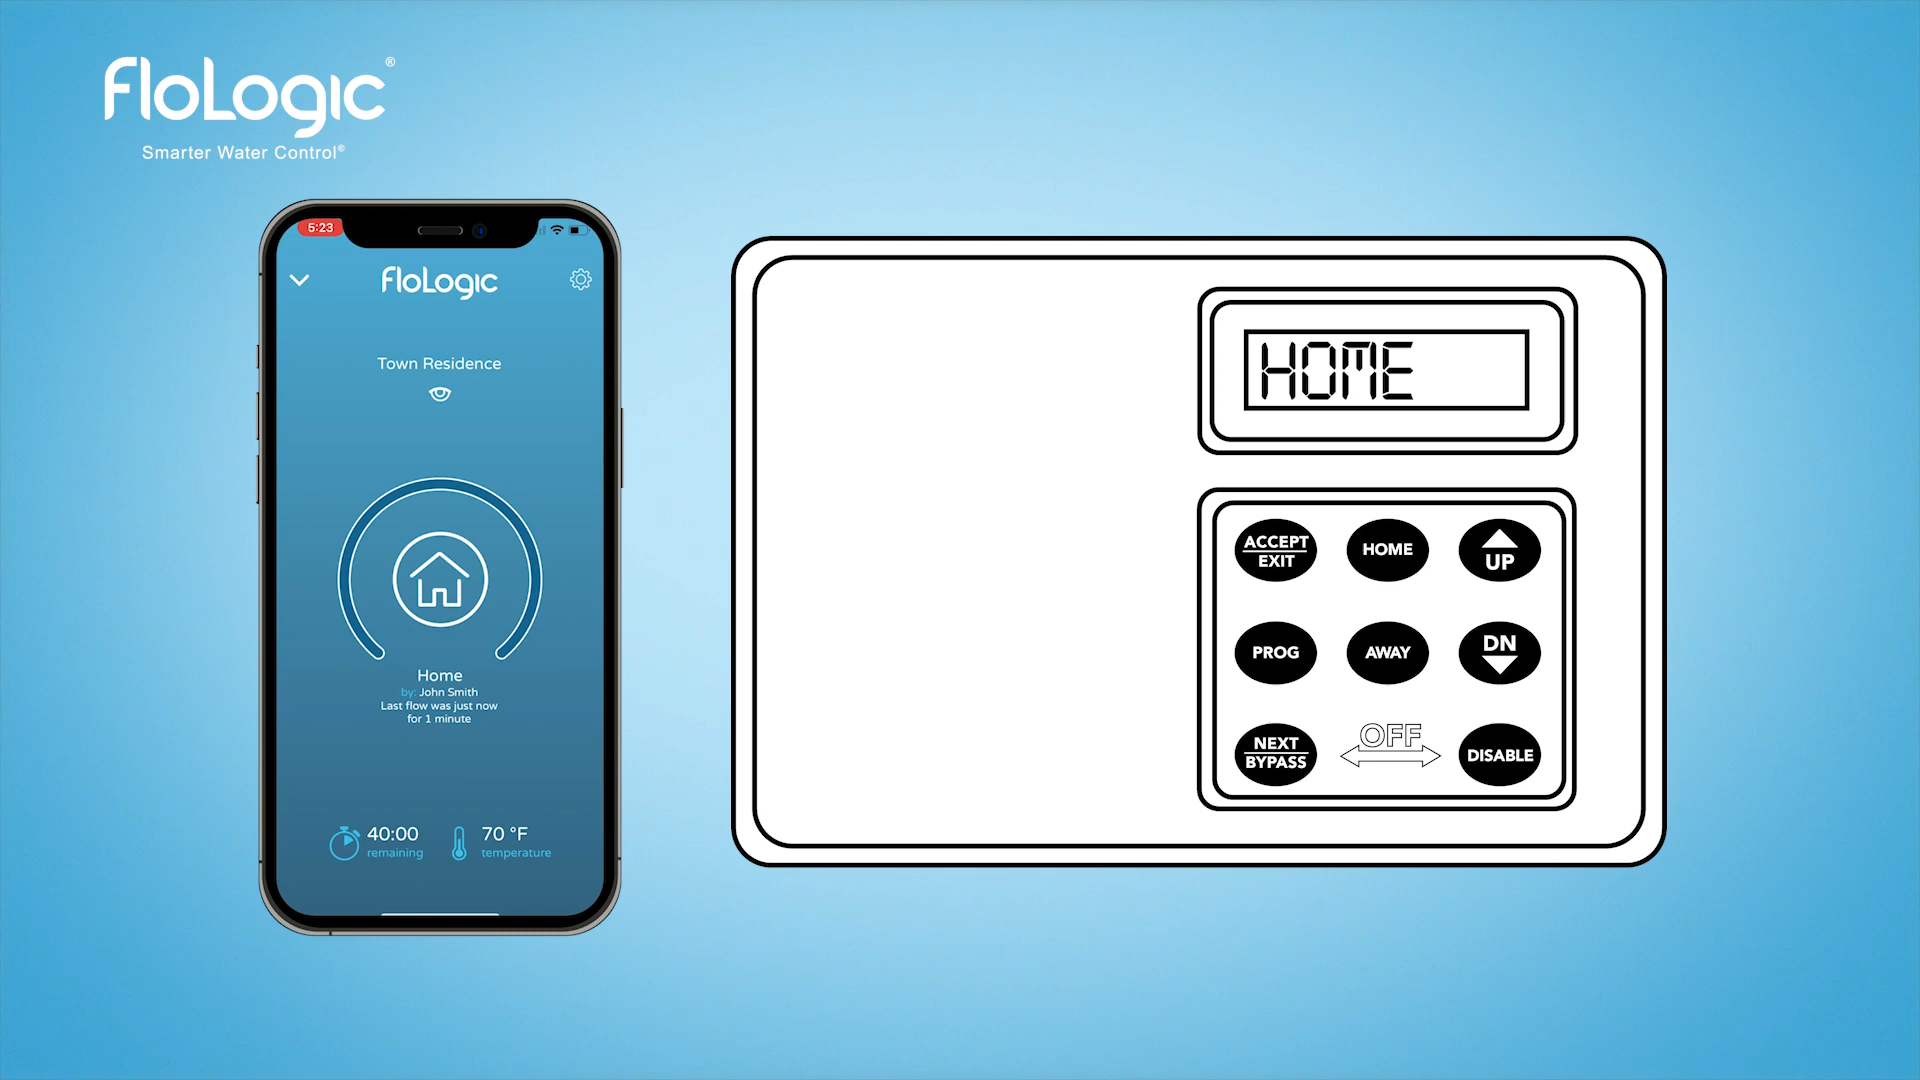 floLogic®
Smarter Water Control®
5:23
floLogic
Town Residence
Home
by: John Smith
Last flow was just now
for 1 minute
40:00
remaining
70 °F
temperature
HOME
ACCEPT
EXIT
HOME
UP
PROG
AWAY
DN
NEXT
BYPASS
OFF
DISABLE